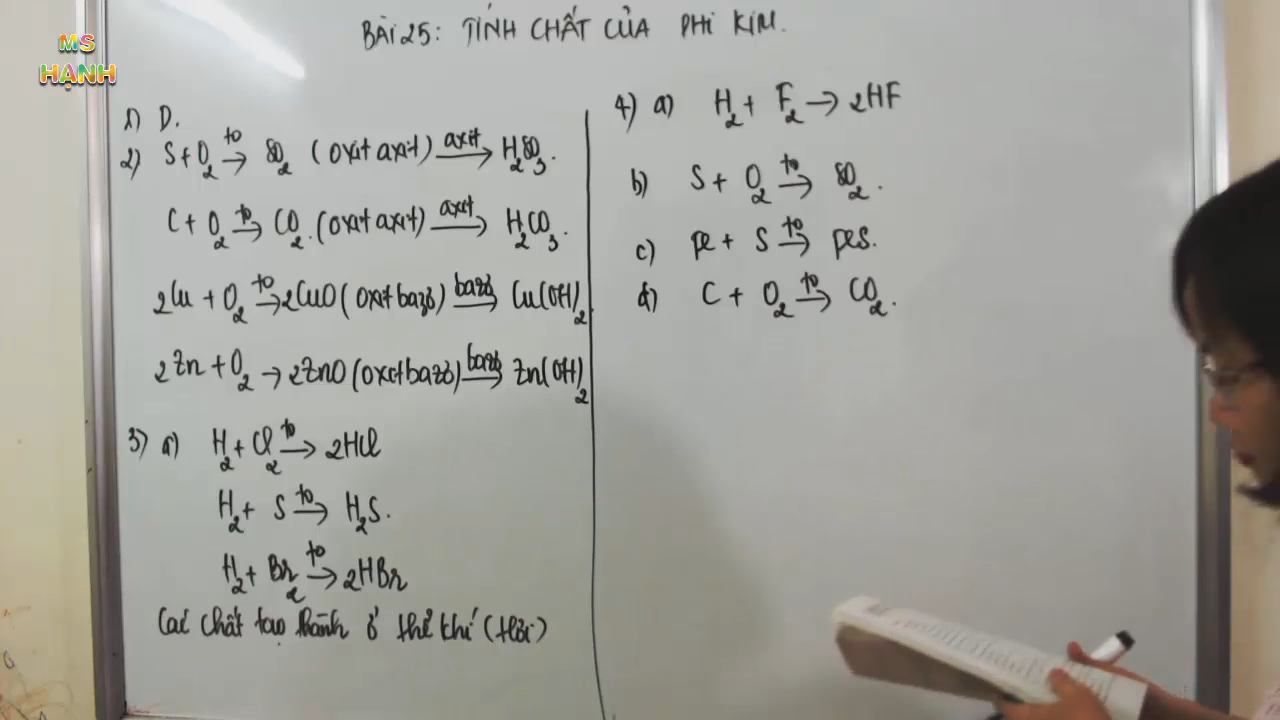 MS
HẠNH
BÀI 25: TÍNH CHẤT CỦA PHI KIM.
1) D.
2) S + O2 to→ SO2 (oxit axit) axit→ H2SO3.
C + O2 to→ CO2. (oxit axit) axit→ H2CO3.
2Cu + O2 to→ 2CuO (oxit bazơ) bazơ→ Cu(OH)2
2Zn + O2 → 2ZnO (oxit bazơ) bazơ→ Zn(OH)2
3) a) H2 + Cl2 to→ 2HCl
H2 + S to→ H2S.
H2 + Br2 to→ 2HBr
Các chất tạo thành ở thể khí (hơi)
4) a) H2 + F2 → 2HF
b) S + O2 to→ SO2.
c) Fe + S to→ FeS.
d) C + O2 to→ CO2.